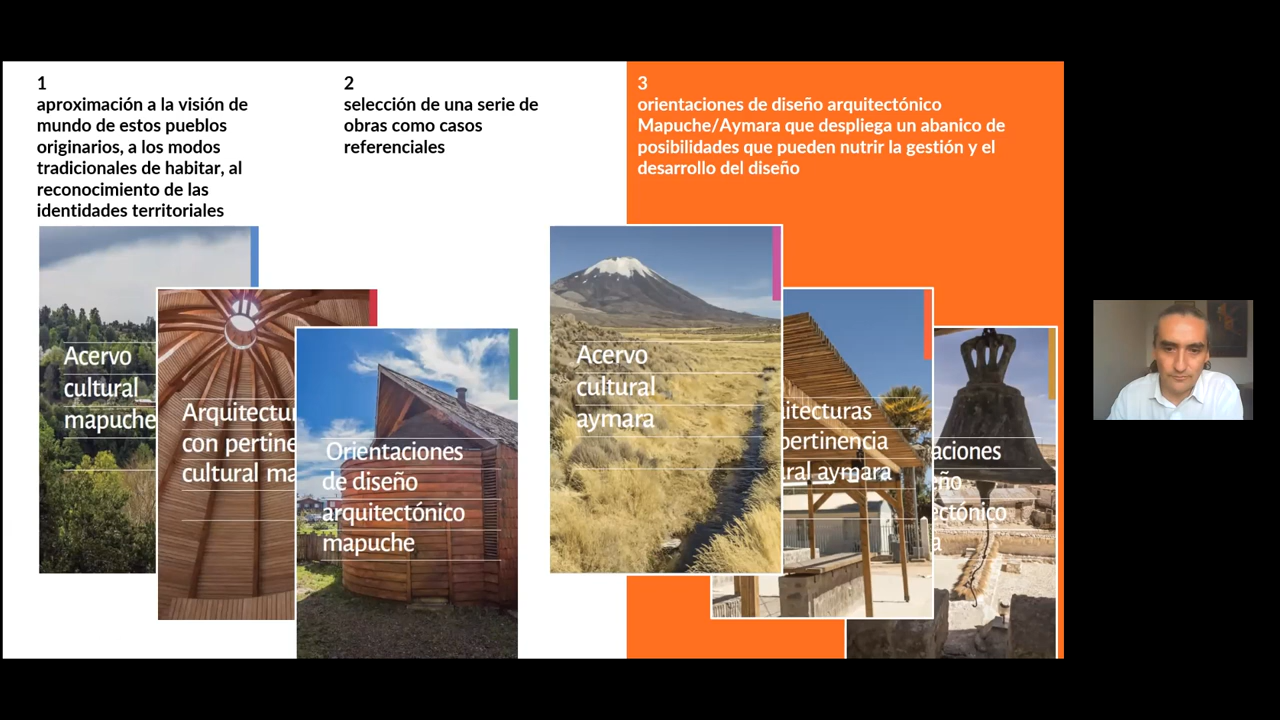 1
aproximación a la visión de
mundo de estos pueblos
originarios, a los modos
tradicionales de habitar, al
reconocimiento de las
identidades territoriales
2
selección de una serie de
obras como casos
referenciales
3
orientaciones de diseño arquitectónico
Mapuche/Aymara que despliega un abanico de
posibilidades que pueden nutrir la gestión y el
desarrollo del diseño
Acervo
cultural
mapuche
Arquitectur
con pertine
cultural ma
Orientaciones
de diseño
arquitectónico
mapuche
Acervo
cultural
aymara
itecturas
pertinencia
ral aymara
aciones
ño
ectónico
a